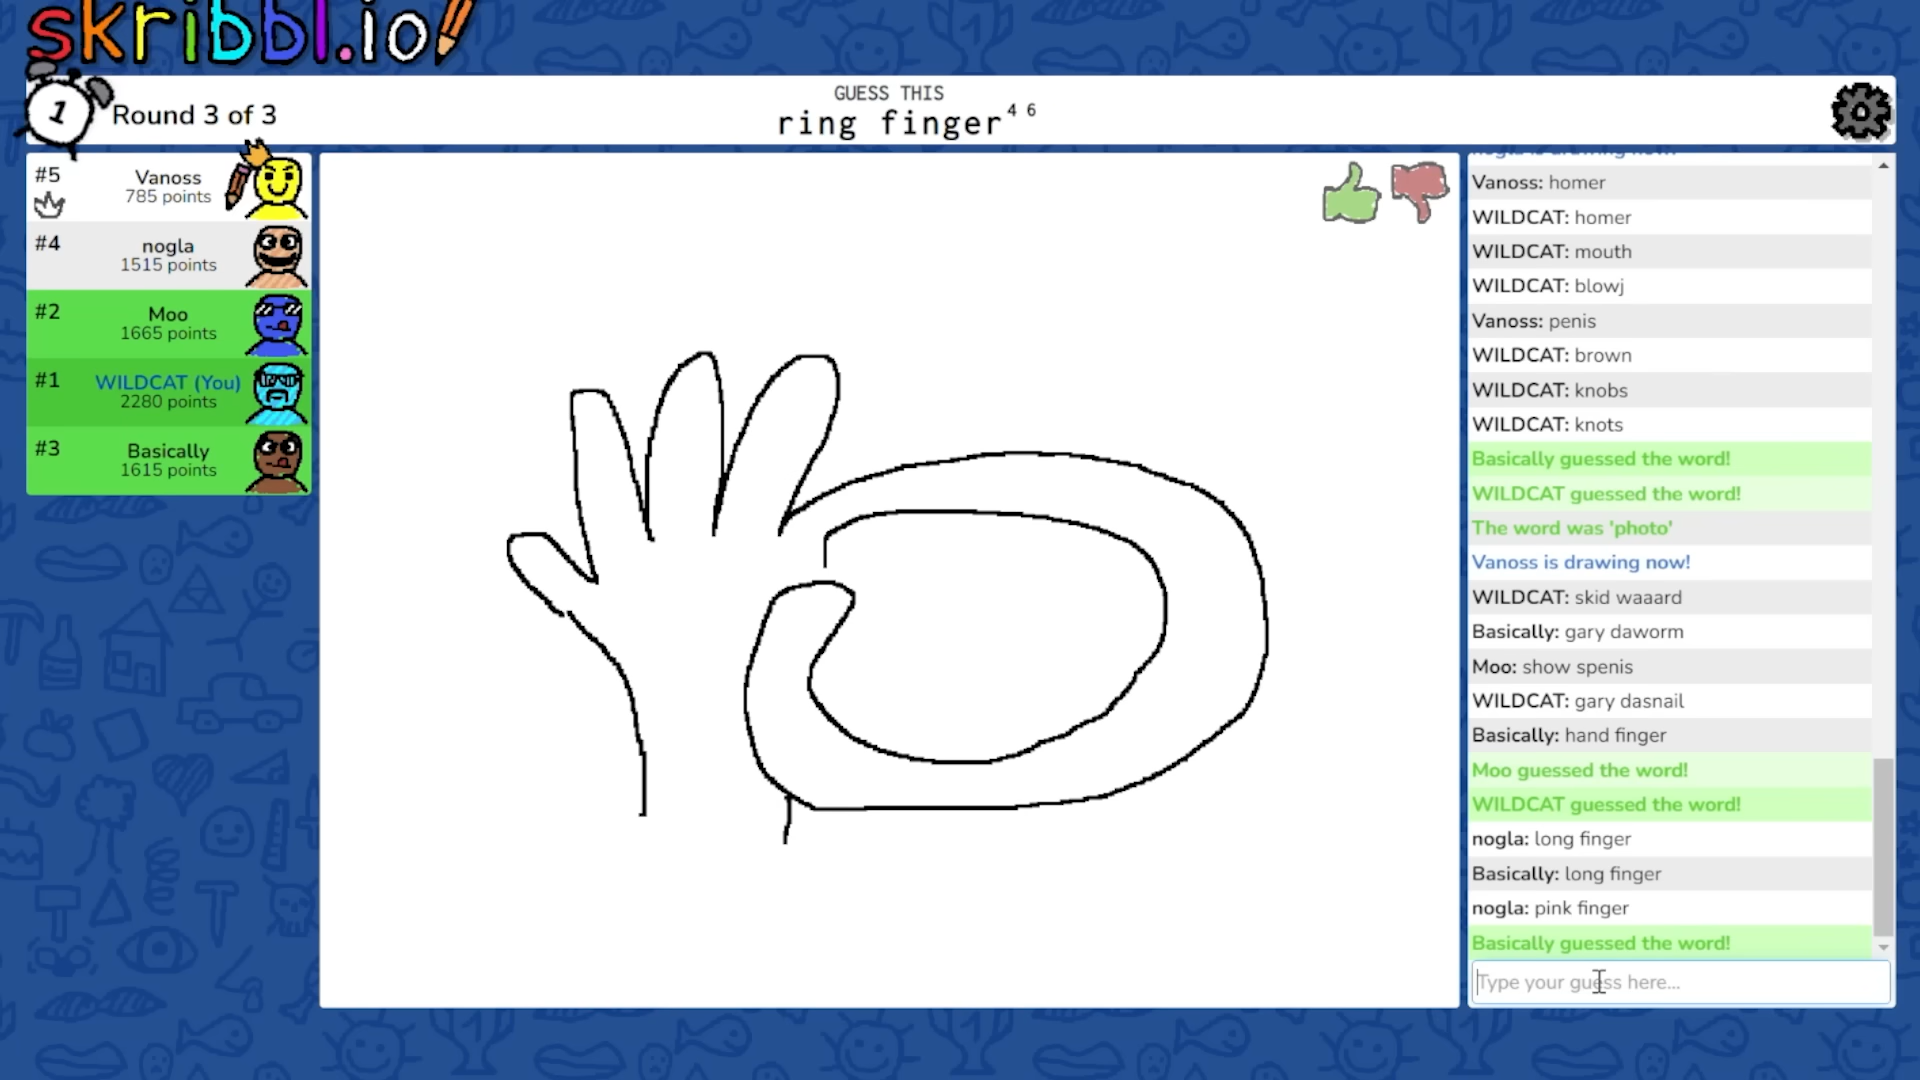 skribbl.io
1
Round 3 of 3
GUESS THIS
ring finger 4 6
#5
Vanoss
785 points
#4
nogla
1515 points
#2
Moo
1665 points
#1
WILDCAT (You)
2280 points
#3
Basically
1615 points
nogla is drawing now!
Vanoss: homer
WILDCAT: homer
WILDCAT: mouth
WILDCAT: blowj
Vanoss: penis
WILDCAT: brown
WILDCAT: knobs
WILDCAT: knots
Basically guessed the word!
WILDCAT guessed the word!
The word was 'photo'
Vanoss is drawing now!
WILDCAT: skid waaard
Basically: gary daworm
Moo: show spenis
WILDCAT: gary dasnail
Basically: hand finger
Moo guessed the word!
WILDCAT guessed the word!
nogla: long finger
Basically: long finger
nogla: pink finger
Basically guessed the word!
Type your guess here...